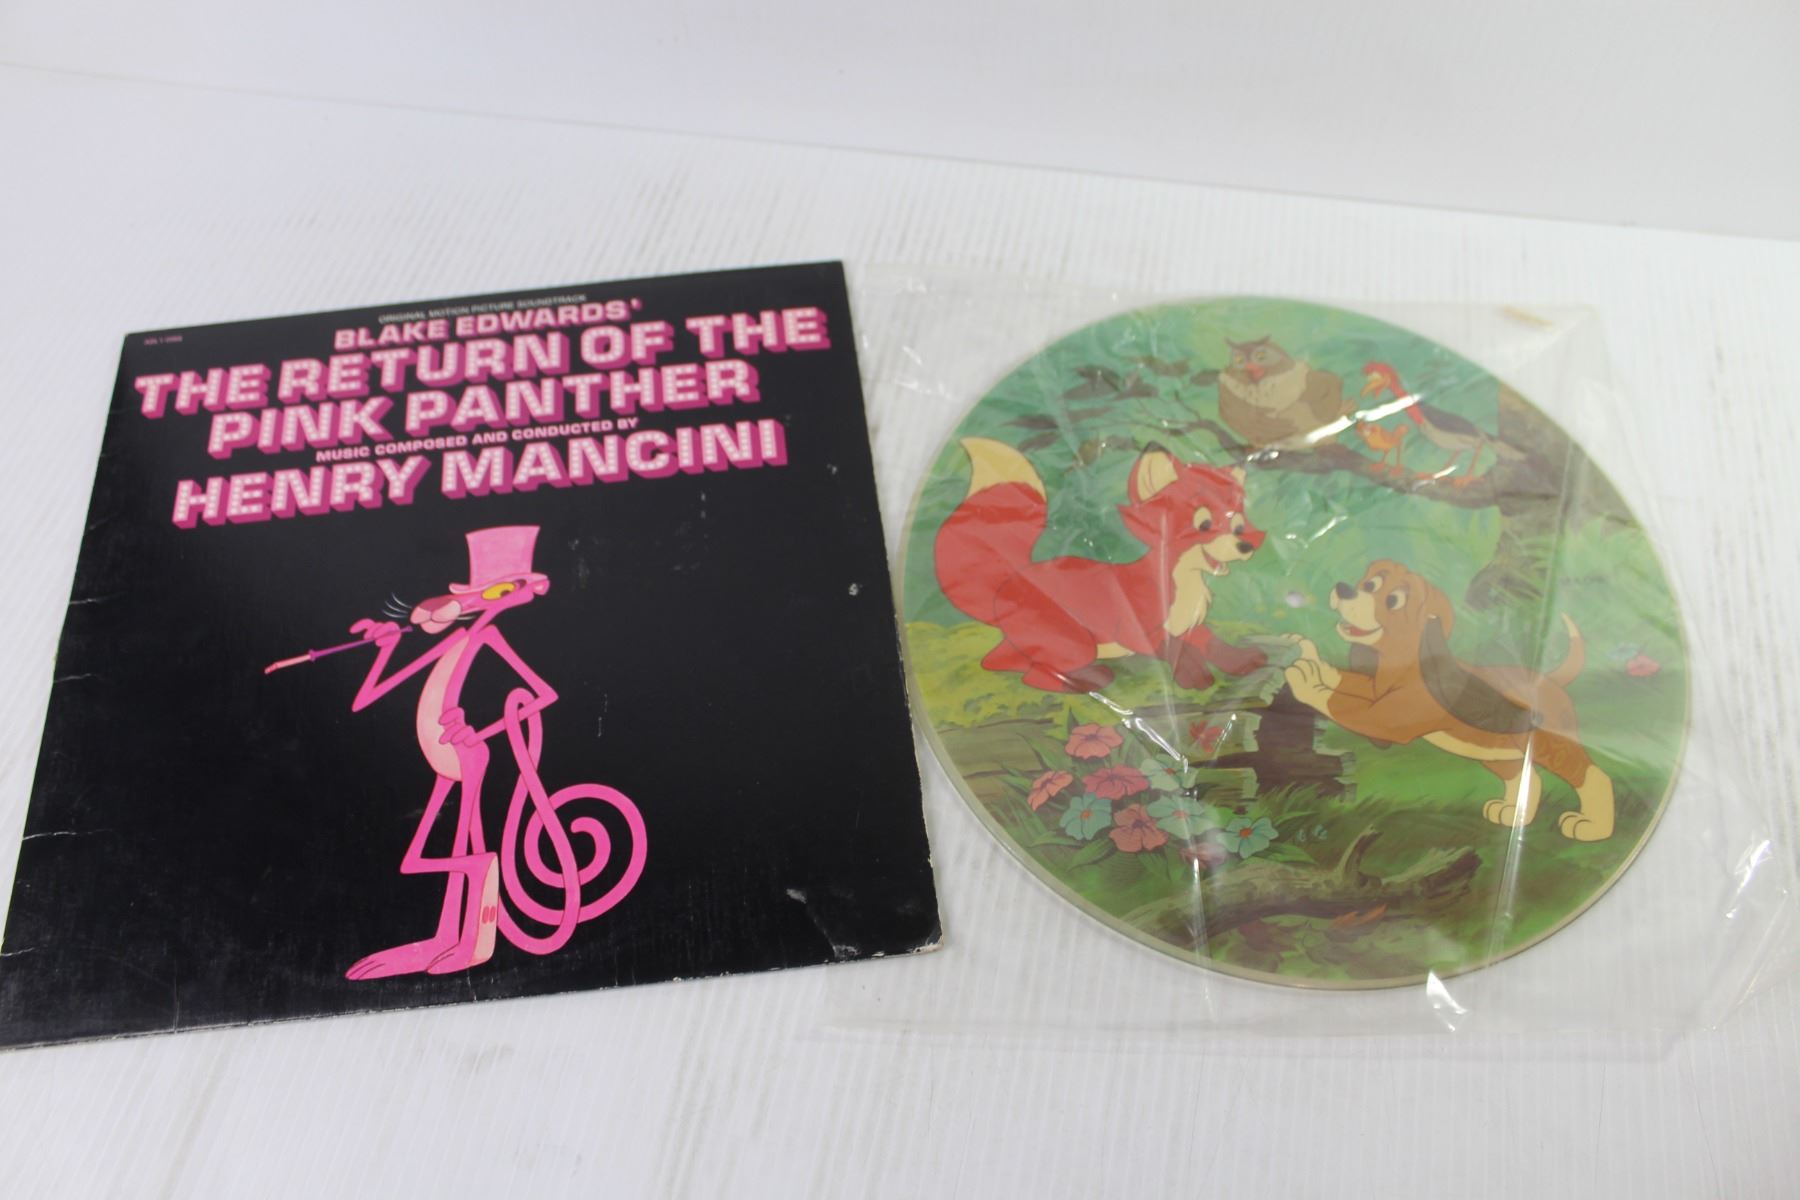 ORIGINAL MOTION PICTURE SOUNDTRACK
BLAKE EDWARDS'
THE RETURN OF THE
PINK PANTHER
MUSIC COMPOSED AND CONDUCTED BY
HENRY MANCINI